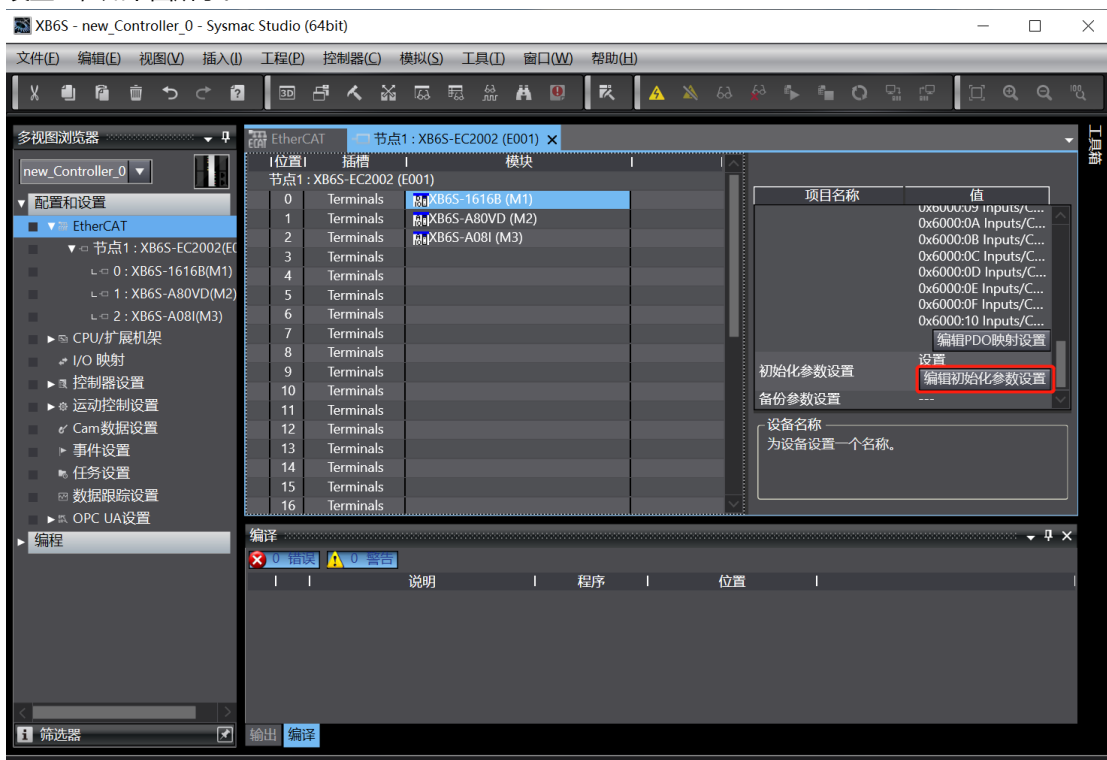 XB6S - new_Controller_0 - Sysmac Studio (64bit)
文件(F) 编辑(E) 视图(V) 插入(I) 工程(P) 控制器(C) 模拟(S) 工具(T) 窗口(W) 帮助(H)
多视图浏览器
new_Controller_0
配置和设置
EtherCAT
节点1 : XB6S-EC2002(E0
0 : XB6S-1616B(M1)
1 : XB6S-A80VD(M2)
2 : XB6S-A08I(M3)
CPU/扩展机架
I/O 映射
控制器设置
运动控制设置
Cam数据设置
事件设置
任务设置
数据跟踪设置
OPC UA设置
编程
筛选器
EtherCAT 节点1 : XB6S-EC2002 (E001)
位置 插槽 模块
节点1 : XB6S-EC2002 (E001)
0 Terminals XB6S-1616B (M1)
1 Terminals XB6S-A80VD (M2)
2 Terminals XB6S-A08I (M3)
3 Terminals
4 Terminals
5 Terminals
6 Terminals
7 Terminals
8 Terminals
9 Terminals
10 Terminals
11 Terminals
12 Terminals
13 Terminals
14 Terminals
15 Terminals
16 Terminals
项目名称 值
0x6000:09 Inputs/C...
0x6000:0A Inputs/C...
0x6000:0B Inputs/C...
0x6000:0C Inputs/C...
0x6000:0D Inputs/C...
0x6000:0E Inputs/C...
0x6000:0F Inputs/C...
0x6000:10 Inputs/C...
编辑PDO映射设置
初始化参数设置 设置
编辑初始化参数设置
备份参数设置 ---
设备名称
为设备设置一个名称。
工具箱
编译
0 错误 0 警告
说明 程序 位置
输出 编译